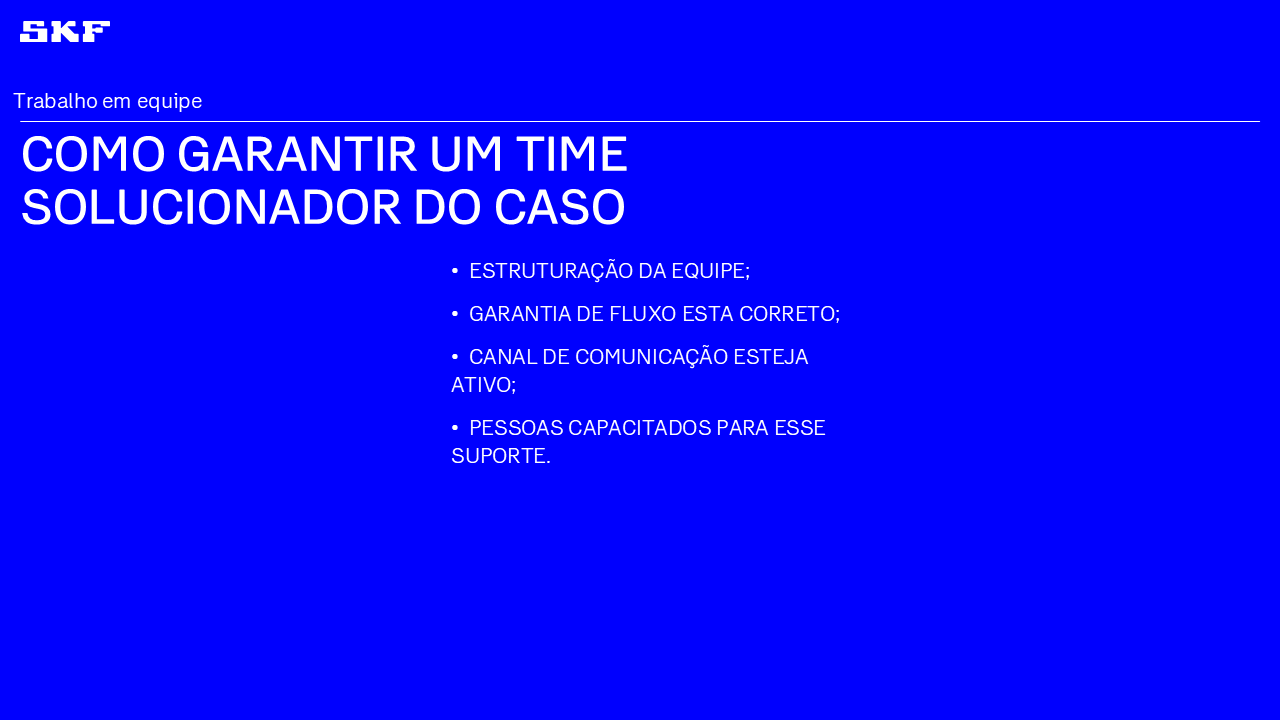 SKF
Trabalho em equipe
COMO GARANTIR UM TIME
SOLUCIONADOR DO CASO
• ESTRUTURAÇÃO DA EQUIPE;
• GARANTIA DE FLUXO ESTA CORRETO;
• CANAL DE COMUNICAÇÃO ESTEJA
ATIVO;
• PESSOAS CAPACITADOS PARA ESSE
SUPORTE.